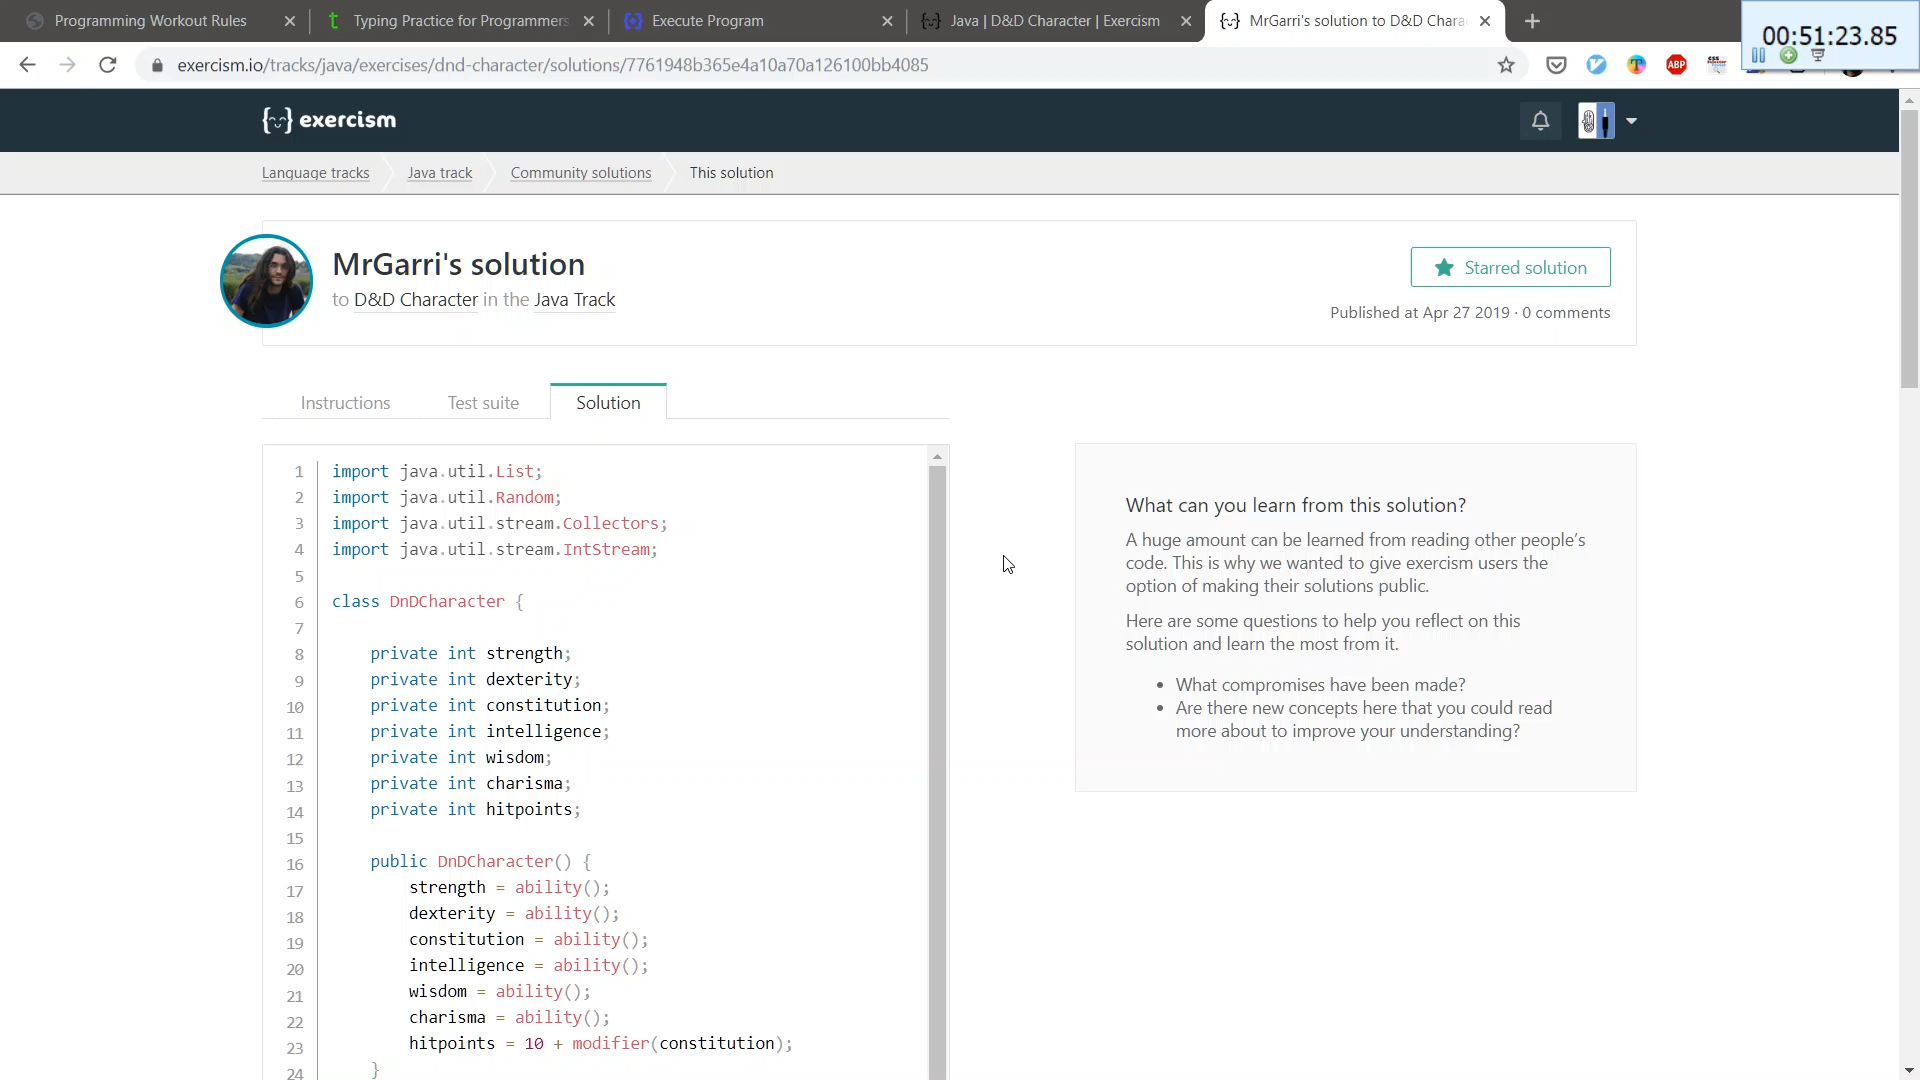 Programming Workout Rules
Typing Practice for Programmers
Execute Program
Java | D&D Character | Exercism
MrGarri's solution to D&D Chara
00:51:23.85
exercism.io/tracks/java/exercises/dnd-character/solutions/7761948b365e4a10a70a126100bb4085
ABP
CSS
exercism
Language tracks
Java track
Community solutions
This solution
MrGarri's solution
to D&D Character in the Java Track
Starred solution
Published at Apr 27 2019 · 0 comments
Instructions
Test suite
Solution
1 import java.util.List;
2 import java.util.Random;
3 import java.util.stream.Collectors;
4 import java.util.stream.IntStream;
5
6 class DnDCharacter {
7
8 private int strength;
9 private int dexterity;
10 private int constitution;
11 private int intelligence;
12 private int wisdom;
13 private int charisma;
14 private int hitpoints;
15
16 public DnDCharacter() {
17 strength = ability();
18 dexterity = ability();
19 constitution = ability();
20 intelligence = ability();
21 wisdom = ability();
22 charisma = ability();
23 hitpoints = 10 + modifier(constitution);
24 }
What can you learn from this solution?
A huge amount can be learned from reading other people's
code. This is why we wanted to give exercism users the
option of making their solutions public.
Here are some questions to help you reflect on this
solution and learn the most from it.
• What compromises have been made?
• Are there new concepts here that you could read
more about to improve your understanding?